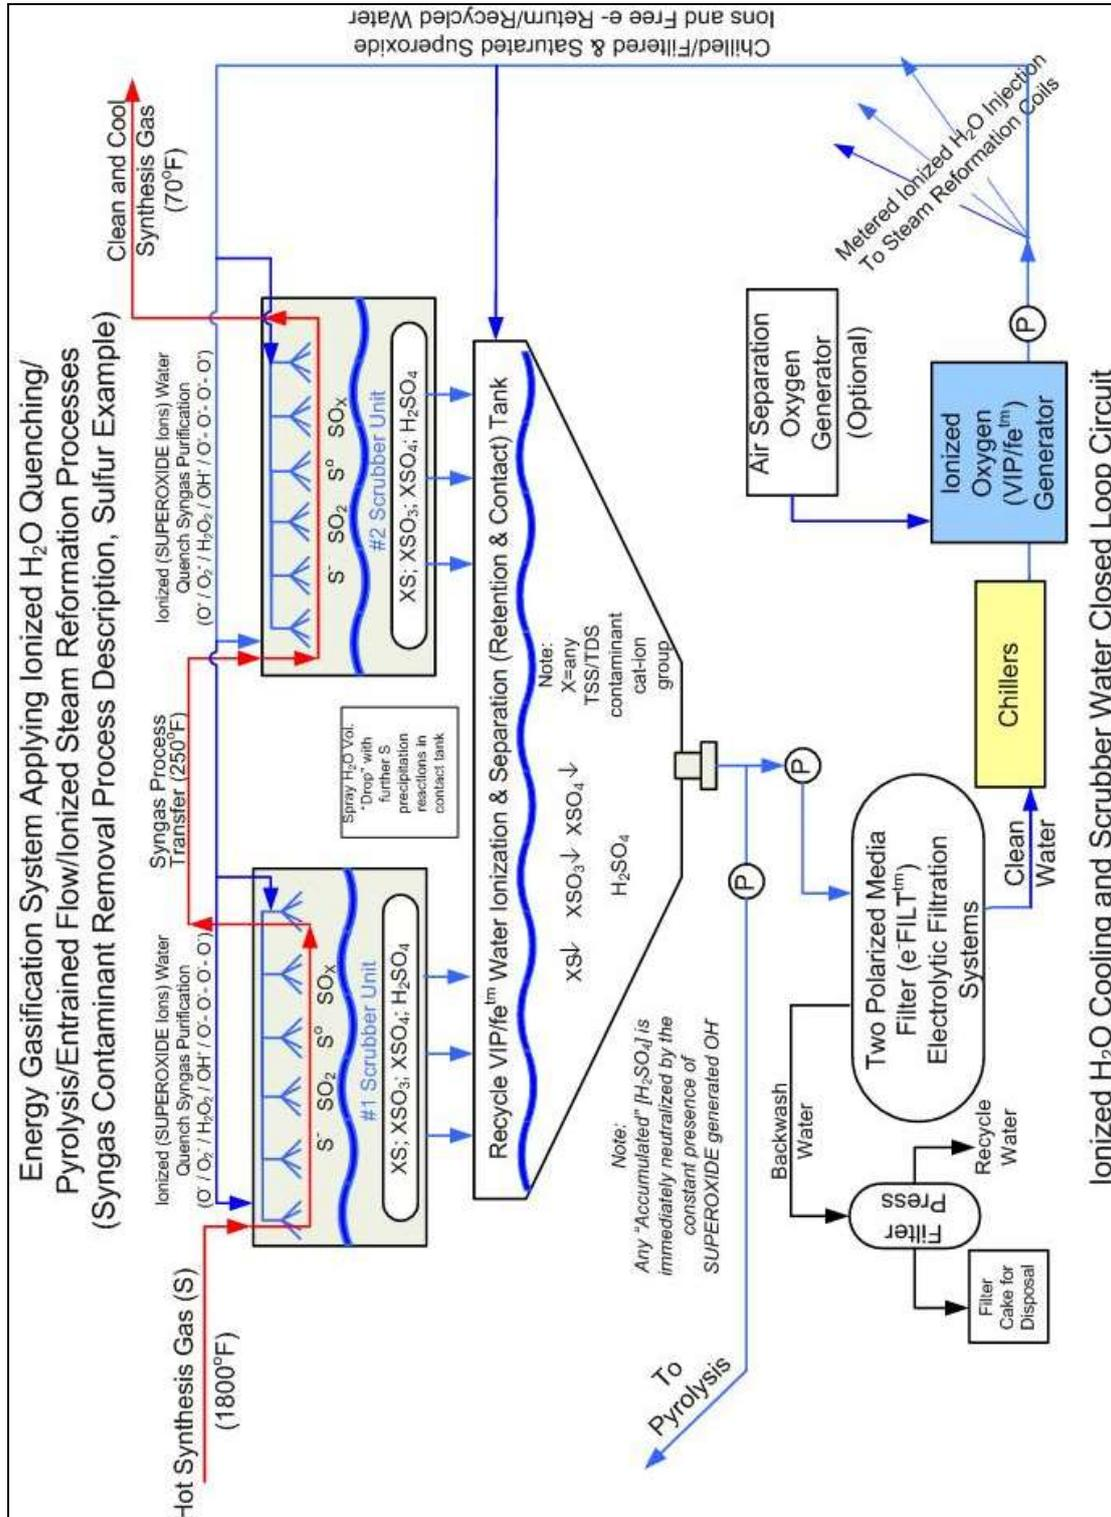 Energy Gasification System Applying Ionized H₂O Quenching/
Pyrolysis/Entrained Flow/Ionized Steam Reformation Processes
(Syngas Contaminant Removal Process Description, Sulfur Example)
Hot Synthesis Gas (S)
(1800°F)
Ionized (SUPEROXIDE Ions) Water
Quench Syngas Purification
(O⁻/ O₂⁻/ H₂O₂ / OH⁻ / O⁻- O⁻- O⁻)
Syngas Process
Transfer (250°F)
Ionized (SUPEROXIDE Ions) Water
Quench Syngas Purification
(O⁻/ O₂⁻/ H₂O₂ / OH⁻ / O⁻- O⁻- O⁻)
Clean and Cool
Synthesis Gas
(70°F)
Chilled/Filtered & Saturated Superoxide
Ions and Free e- Return/Recycled
Water
S⁻ SO₂ S⁰ SOX
#1 Scrubber Unit
XS; XSO₃; XSO₄; H₂SO₄
Spray H₂O Vol.
"Drop" with
further S
precipitation
reactions in
contact tank
S⁻ SO₂ S⁰ SOX
#2 Scrubber Unit
XS; XSO₃; XSO₄; H₂SO₄
Recycle VIP/fe™ Water Ionization & Separation (Retention & Contact) Tank
XS↓ XSO₃↓ XSO₄↓
H₂SO₄
Note:
X=any
TSS/TDS
contaminant
cat-ion
group
Note:
Any "Accumulated" [H₂SO₄] is
immediately neutralized by the
constant presence of
SUPEROXIDE generated OH⁻
To
Pyrolysis
P
P
Backwash
Water
Filter
Press
Recycle
Water
Filter
Cake for
Disposal
Two Polarized Media
Filter (e⁻FILT™)
Electrolytic Filtration
Systems
Clean
Water
Chillers
Air Separation
Oxygen
Generator
(Optional)
Ionized
Oxygen
(VIP/fe™)
Generator
P
Metered Ionized H₂O Injection
To Steam Reformation Coils
Ionized H₂O Cooling and Scrubber Water Closed Loop Circuit